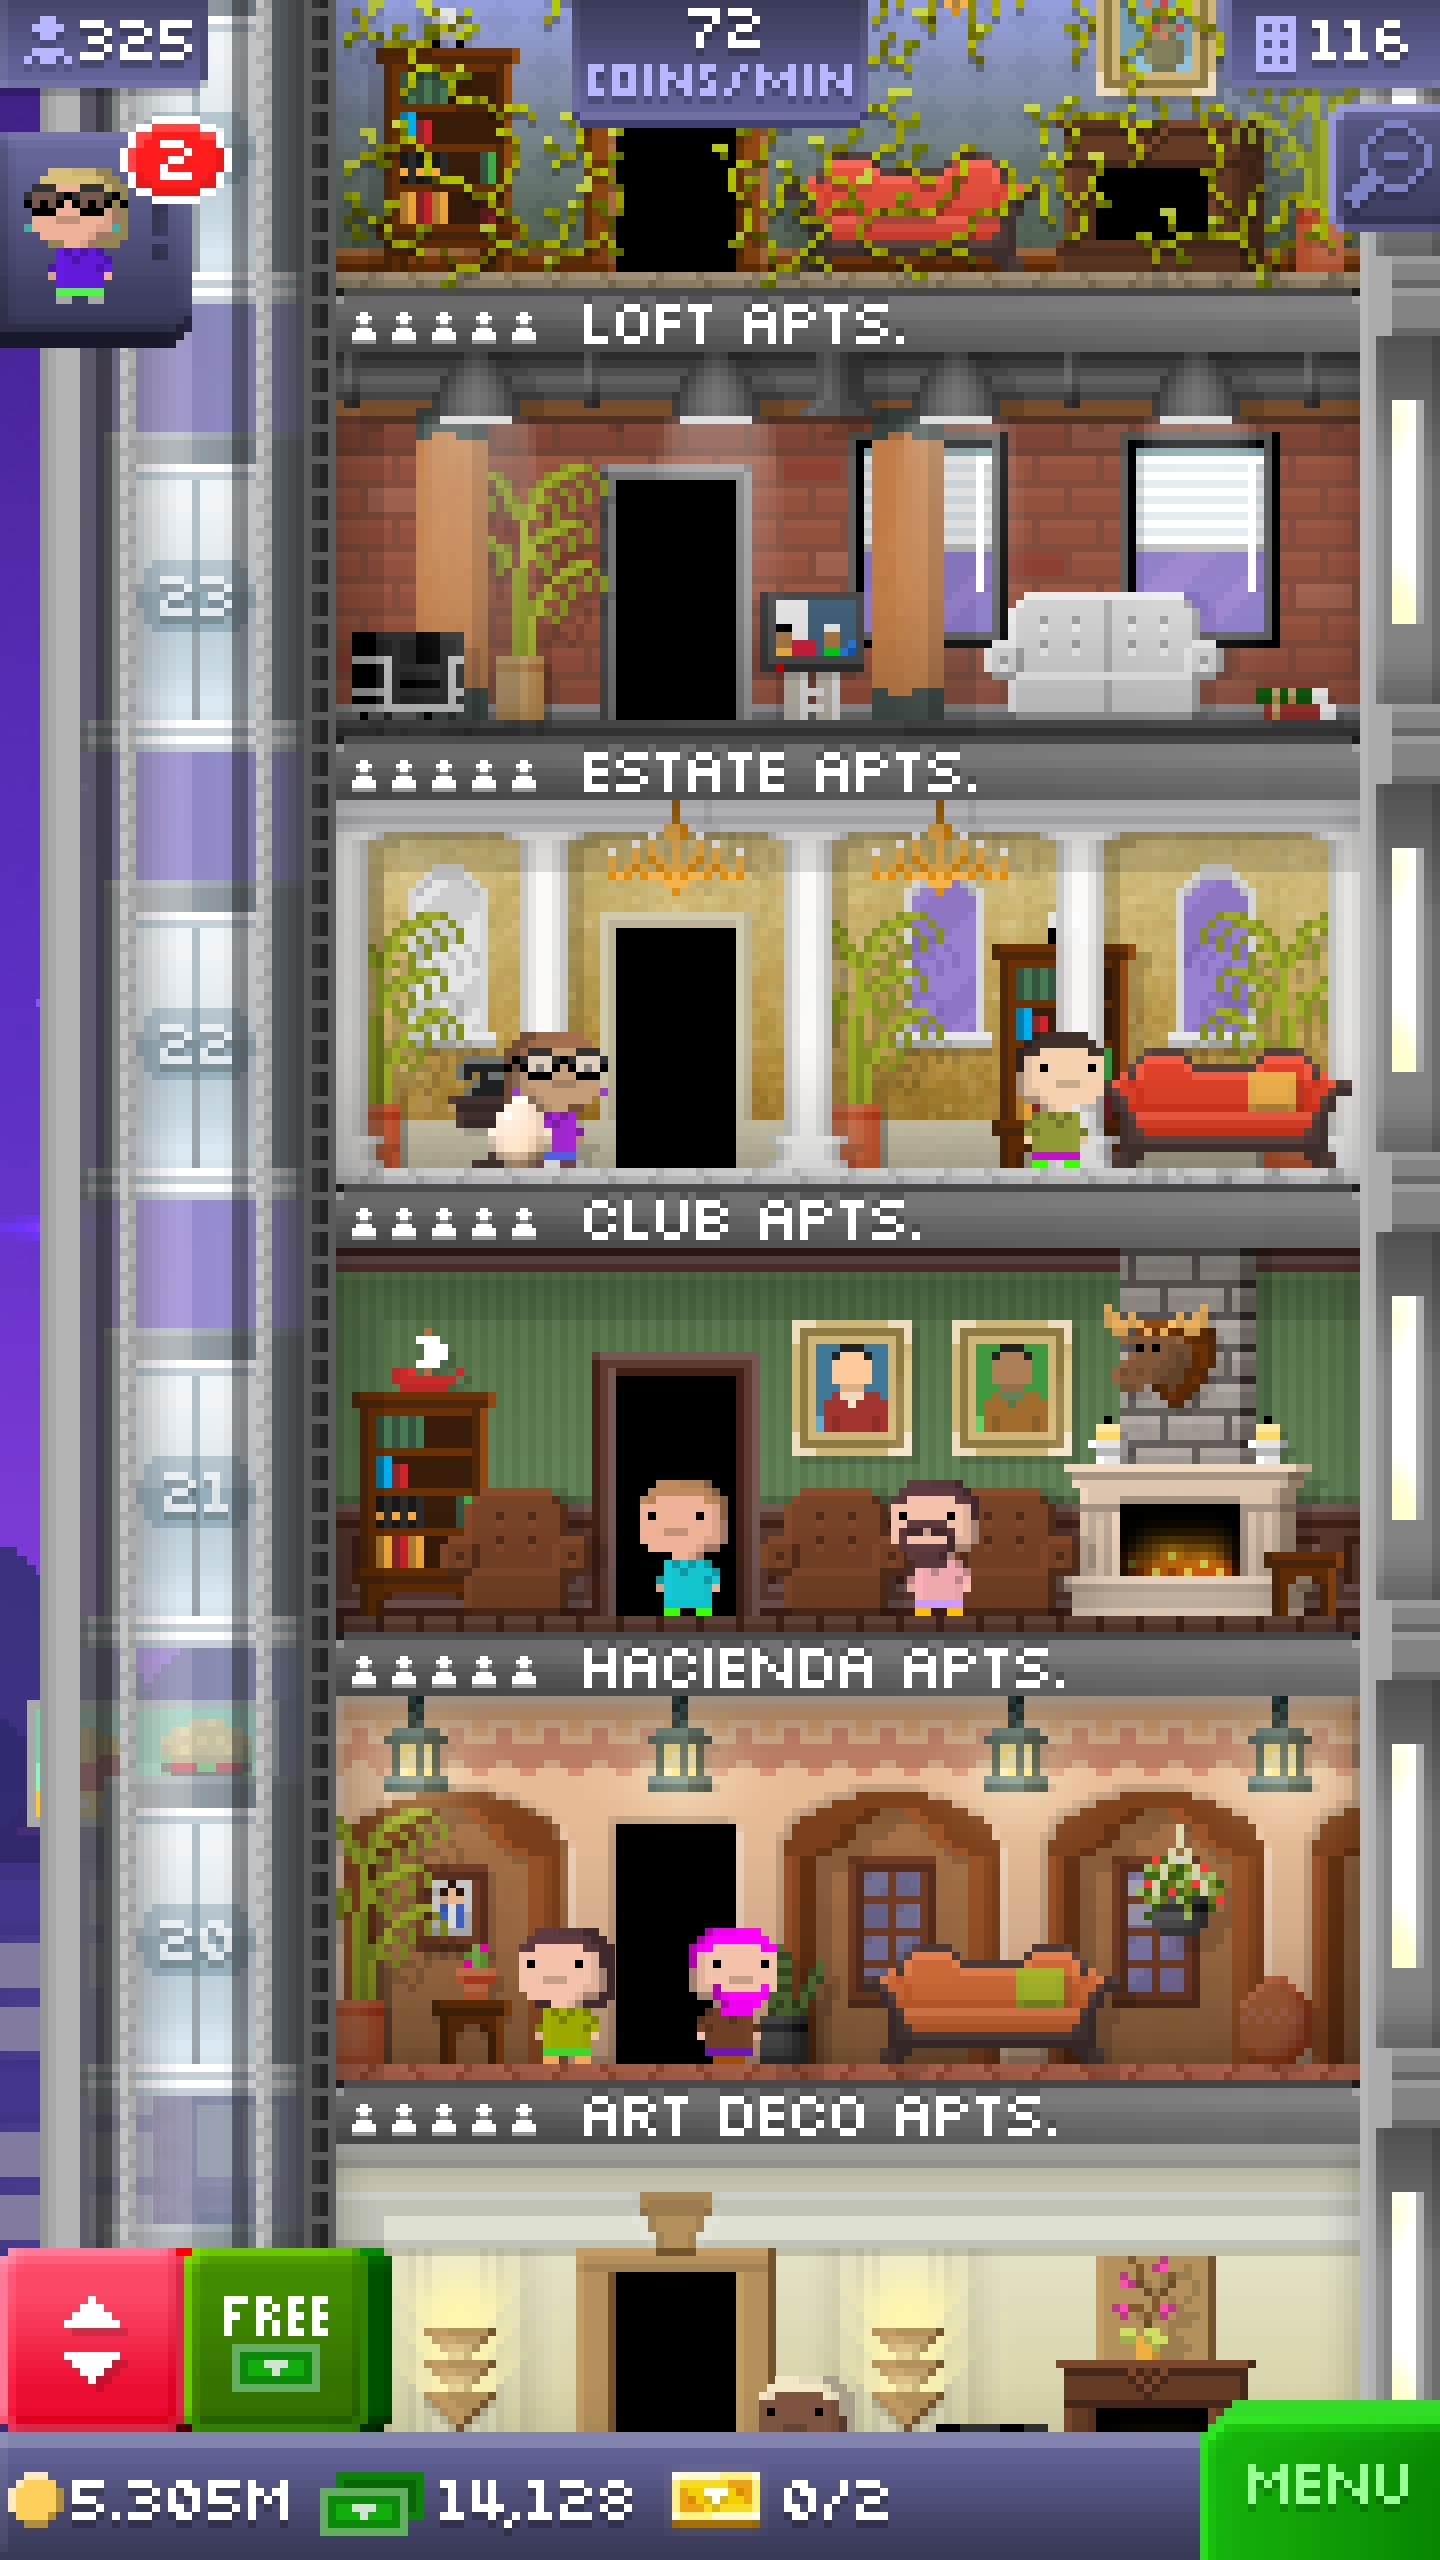 325
72
COINS/MIN
116
2
LOFT APTS.
23
ESTATE APTS.
22
CLUB APTS.
21
HACIENDA APTS.
20
ART DECO APTS.
FREE
5.305M
14,128
0/2
MENU